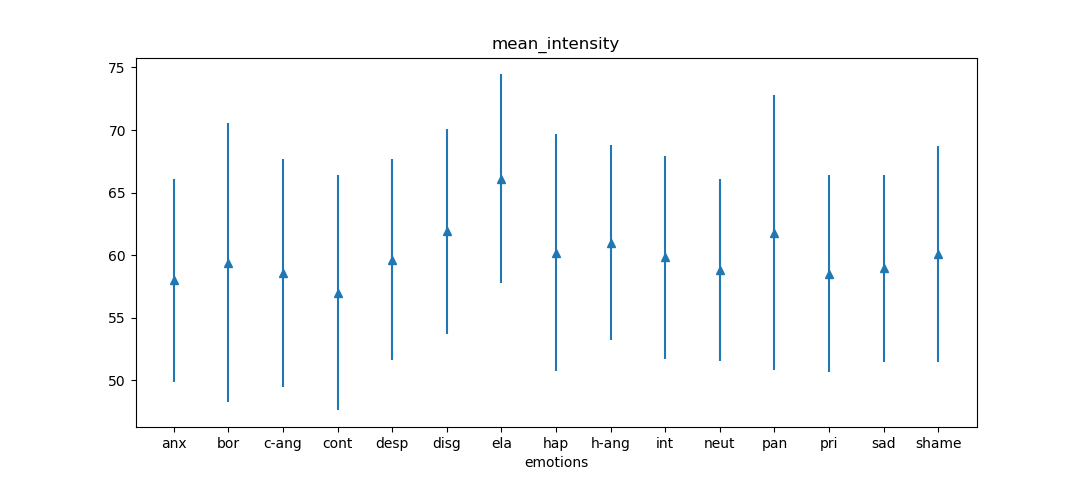 mean_intensity
75
70
65
60
55
50
anx bor c-ang cont desp disg ela hap h-ang int neut pan pri sad shame
emotions